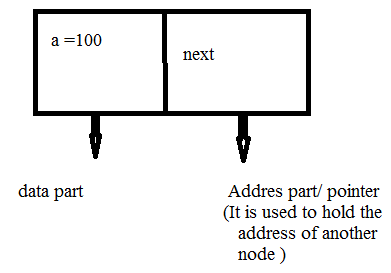 a =100
next
data part
Addres part/ pointer
(It is used to hold the
address of another
node )